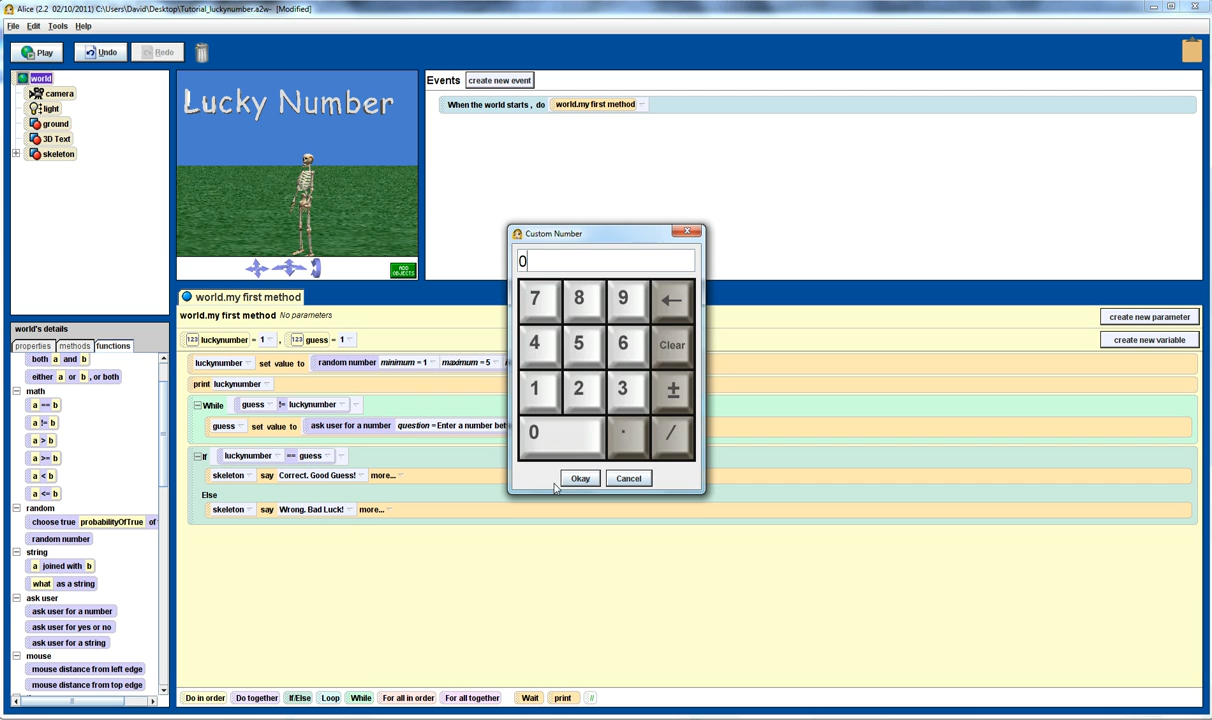 Alice (2.2 02/10/2011) C:\Users\David\Desktop\Tutorial_luckynumber.a2w- [Modified]
File Edit Tools Help
Play Undo Redo
world
camera
light
ground
3D Text
skeleton
Lucky Number
ADD OBJECTS
Events create new event
When the world starts , do world.my first method
world's details
properties methods functions
both a and b
either a or b , or both
math
a == b
a != b
a > b
a >= b
a < b
a <= b
random
choose true probabilityOfTrue of
random number
string
a joined with b
what as a string
ask user
ask user for a number
ask user for yes or no
ask user for a string
mouse
mouse distance from left edge
mouse distance from top edge
world.my first method
world.my first method No parameters
create new parameter
123 luckynumber = 1 , 123 guess = 1
create new variable
luckynumber set value to random number minimum = 1 maximum = 5
print luckynumber
While guess != luckynumber
guess set value to ask user for a number question = Enter a number
If luckynumber == guess
skeleton say Correct. Good Guess! more...
Else
skeleton say Wrong. Bad Luck! more...
Do in order Do together If/Else Loop While For all in order For all together Wait print //
Custom Number
0
7 8 9 ←
4 5 6 Clear
1 2 3 ±
0 . /
Okay Cancel